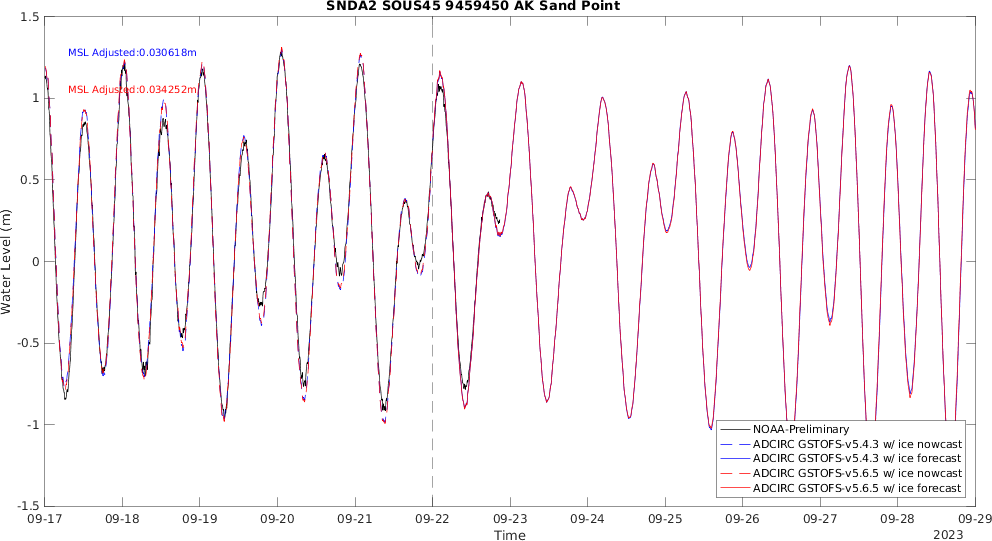 SNDA2 SOUS45 9459450 AK Sand Point
1.5
MSL Adjusted:0.030618m
1
MSL Adjusted:0.034252m
0.5
0
-0.5
-1
-1.5
Water Level (m)
NOAA-Preliminary
ADCIRC GSTOFS-v5.4.3 w/ ice nowcast
ADCIRC GSTOFS-v5.4.3 w/ ice forecast
ADCIRC GSTOFS-v5.6.5 w/ ice nowcast
ADCIRC GSTOFS-v5.6.5 w/ ice forecast
09-17 09-18 09-19 09-20 09-21 09-22 09-23 09-24 09-25 09-26 09-27 09-28 09-29
Time
2023